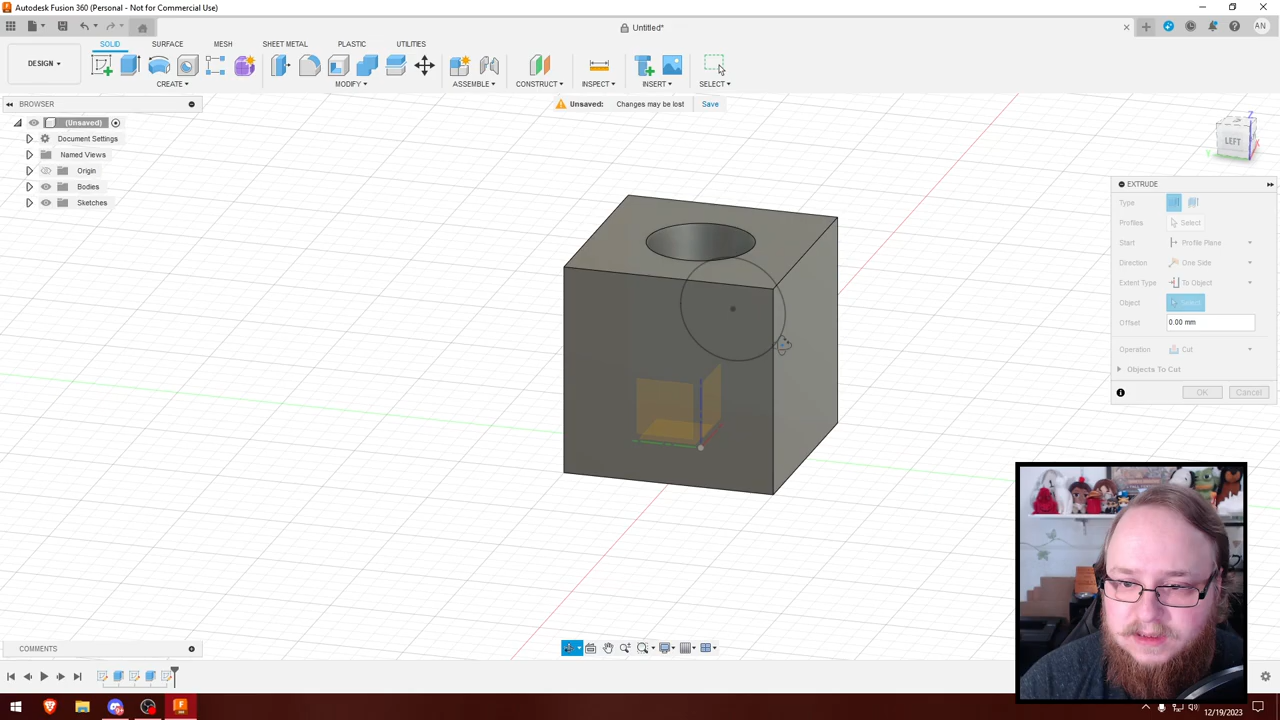 Autodesk Fusion 360 (Personal - Not for Commercial Use)
Untitled*
AN
DESIGN
SOLID
SURFACE
MESH
SHEET METAL
PLASTIC
UTILITIES
CREATE
MODIFY
ASSEMBLE
CONSTRUCT
INSPECT
INSERT
SELECT
BROWSER
Unsaved: Changes may be lost Save
(Unsaved)
Document Settings
Named Views
Origin
Bodies
Sketches
Z
LEFT
Y
EXTRUDE
Type
Profiles Select
Start Profile Plane
Direction One Side
Extent Type To Object
Object Select
Offset 0.00 mm
Operation Cut
Objects To Cut
OK Cancel
COMMENTS
F
12/19/2023